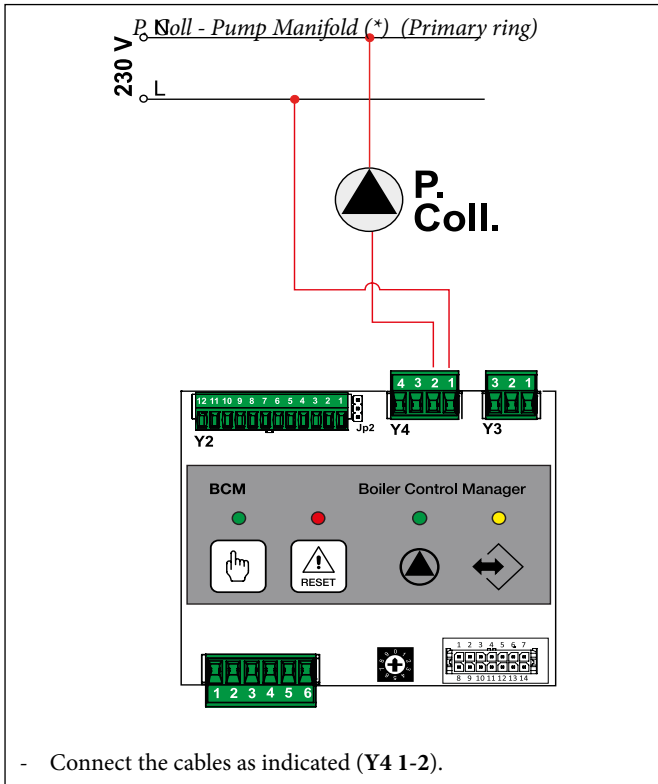 P. Coll - Pump Manifold (*) (Primary ring)
N
230 V
L
P.
Coll.
4 3 2 1
3 2 1
12 11 10 9 8 7 6 5 4 3 2 1
Jp2
Y2
Y4
Y3
BCM
Boiler Control Manager
RESET
1 2 3 4 5 6 7
8 9 10 11 12 13 14
1 2 3 4 5 6
- Connect the cables as indicated (Y4 1-2).